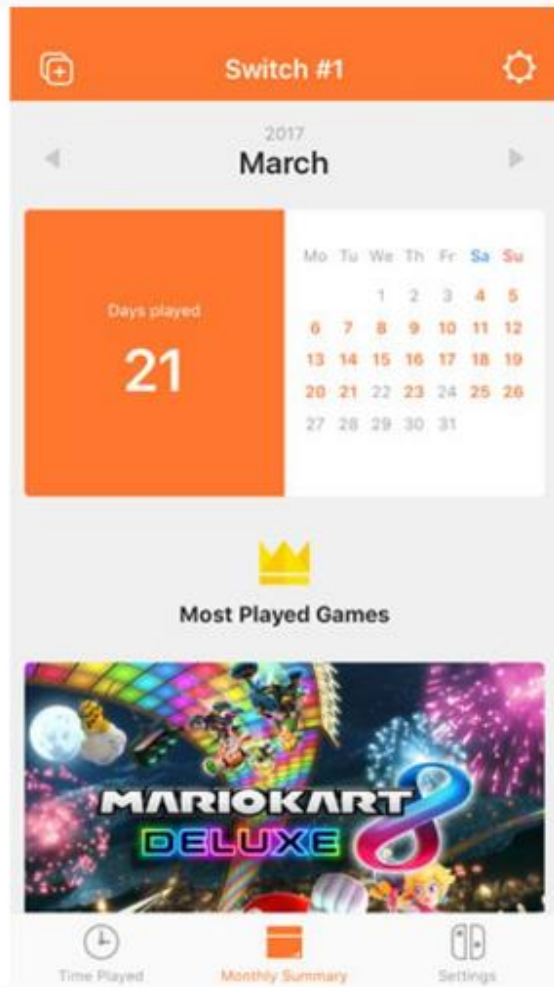 Switch #1
2017
March
Days played
21
Mo Tu We Th Fr Sa Su
1 2 3 4 5
6 7 8 9 10 11 12
13 14 15 16 17 18 19
20 21 22 23 24 25 26
27 28 29 30 31
Most Played Games
MARIOKART 8
DELUXE
Time Played Monthly Summary Settings